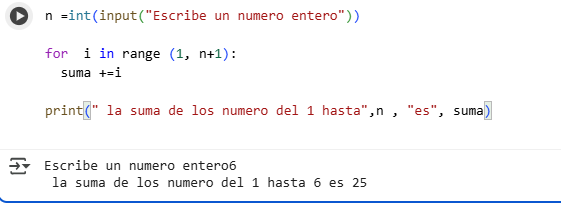 n =int(input("Escribe un numero entero"))
for  i in range (1, n+1):
  suma +=i
print(" la suma de los numero del 1 hasta",n , "es", suma)
Escribe un numero entero6
 la suma de los numero del 1 hasta 6 es 25